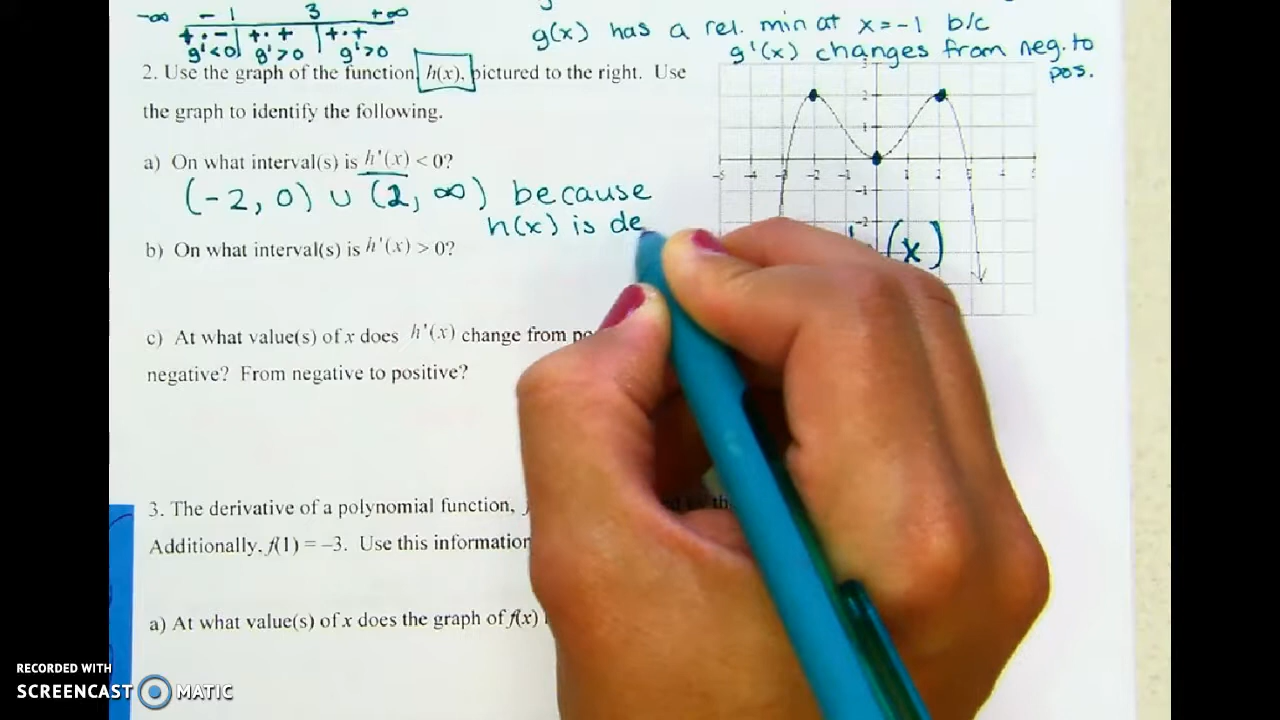 -∞ -1 3 +∞
+·- +·+ +·+
g'<0 g'>0 g'>0
g(x) has a rel. min at x=-1 b/c
g'(x) changes from neg. to
pos.
2. Use the graph of the function h(x), pictured to the right. Use
the graph to identify the following.
a) On what interval(s) is h'(x) < 0?
(-2, 0) ∪ (2, ∞) because
h(x) is de
b) On what interval(s) is h'(x) > 0?
c) At what value(s) of x does h'(x) change from
negative? From negative to positive?
(x)
3. The derivative of a polynomial function,
Additionally, f(1) = -3. Use this information
a) At what value(s) of x does the graph of f(x)
RECORDED WITH
SCREENCAST MATIC